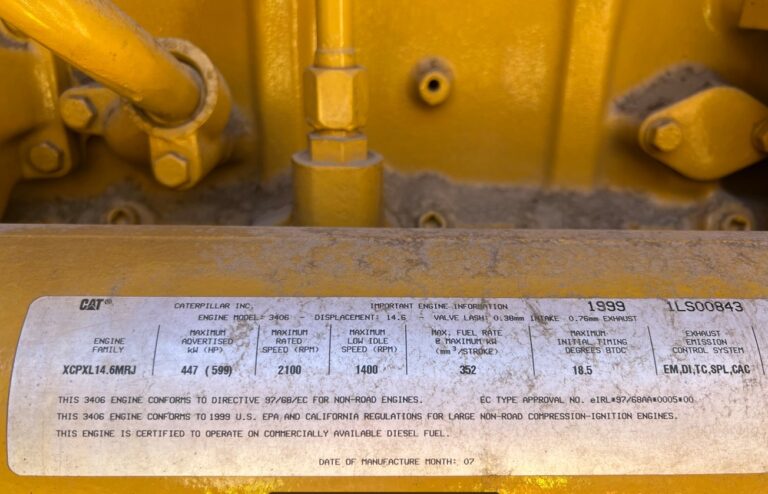 CAT® CATERPILLAR INC. IMPORTANT ENGINE INFORMATION 1999 1LS00843
ENGINE MODEL: 3406 - DISPLACEMENT: 14.6 - VALVE LASH: 0.38mm INTAKE 0.76mm EXHAUST
ENGINE FAMILY
MAXIMUM ADVERTISED kW (HP)
MAXIMUM RATED SPEED (RPM)
MAXIMUM LOW IDLE SPEED (RPM)
MAX. FUEL RATE @ MAXIMUM kW (mm³/STROKE)
MAXIMUM INITIAL TIMING DEGREES BTDC
EXHAUST EMISSION CONTROL SYSTEM
XCPXL14.6MRJ 447 (599) 2100 1400 352 18.5 EM,DI,TC,SPL,CAC
THIS 3406 ENGINE CONFORMS TO DIRECTIVE 97/68/EC FOR NON-ROAD ENGINES. EC TYPE APPROVAL NO. eIRL*97/68AA*0005*00
THIS 3406 ENGINE CONFORMS TO 1999 U.S. EPA AND CALIFORNIA REGULATIONS FOR LARGE NON-ROAD COMPRESSION-IGNITION ENGINES.
THIS ENGINE IS CERTIFIED TO OPERATE ON COMMERCIALLY AVAILABLE DIESEL FUEL.
DATE OF MANUFACTURE MONTH: 07